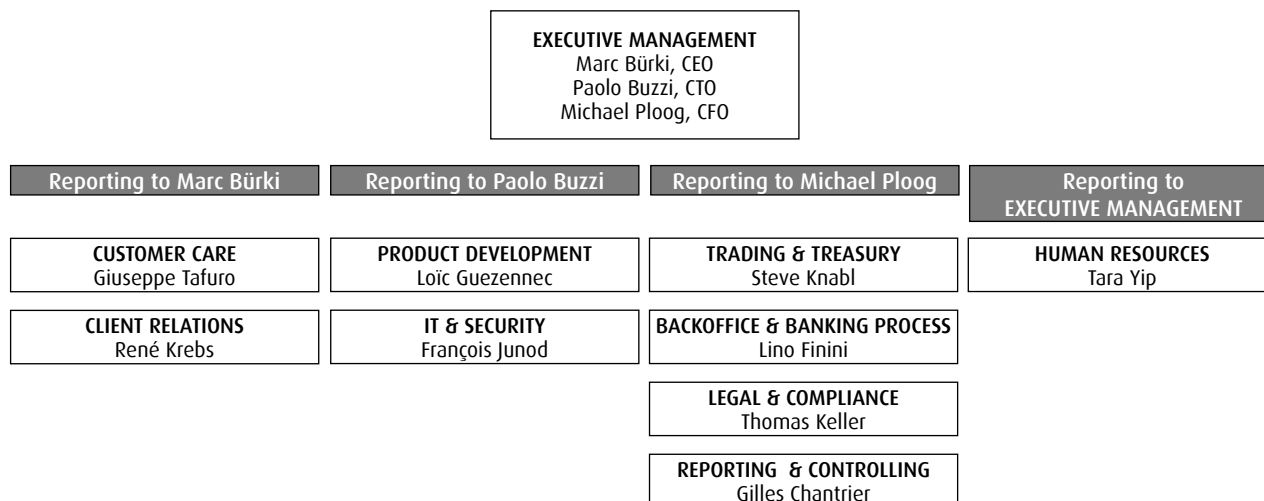 EXECUTIVE MANAGEMENT
Marc Bürki, CEO
Paolo Buzzi, CTO
Michael Ploog, CFO
Reporting to Marc Bürki
CUSTOMER CARE
Giuseppe Tafuro
CLIENT RELATIONS
René Krebs
Reporting to Paolo Buzzi
PRODUCT DEVELOPMENT
Loïc Guezennec
IT & SECURITY
François Junod
Reporting to Michael Ploog
TRADING & TREASURY
Steve Knabl
BACKOFFICE & BANKING PROCESS
Lino Finini
LEGAL & COMPLIANCE
Thomas Keller
REPORTING & CONTROLLING
Gilles Chantrier
Reporting to
EXECUTIVE MANAGEMENT
HUMAN RESOURCES
Tara Yip